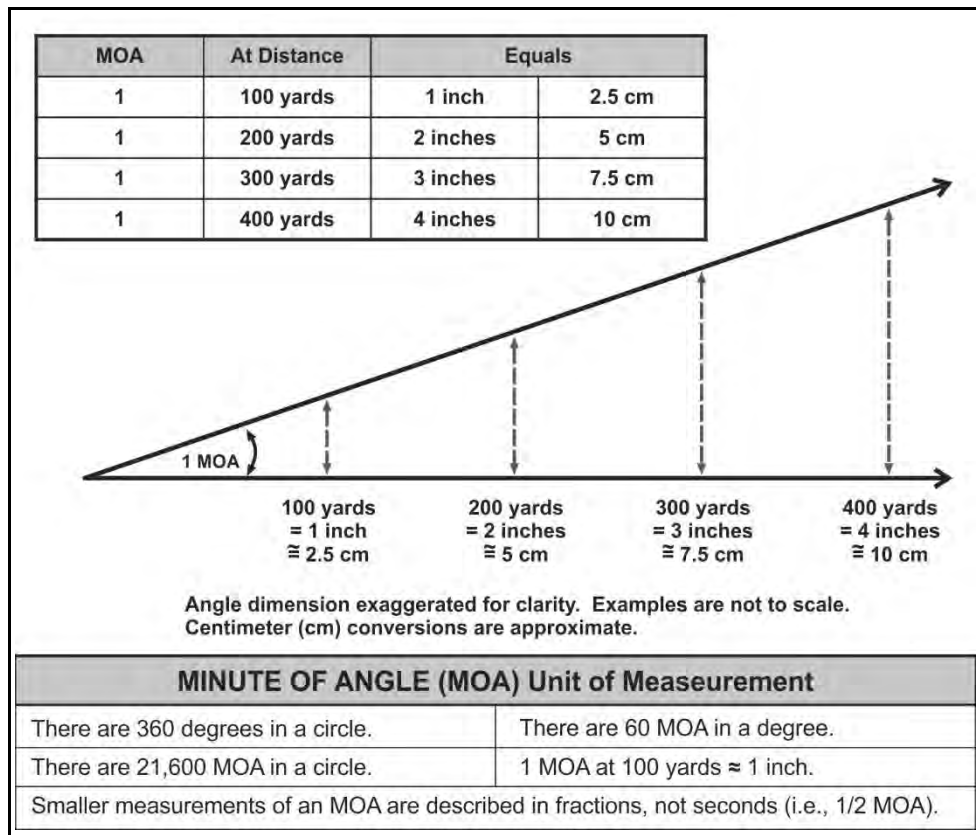 MOA At Distance Equals
1 100 yards 1 inch 2.5 cm
1 200 yards 2 inches 5 cm
1 300 yards 3 inches 7.5 cm
1 400 yards 4 inches 10 cm
1 MOA
100 yards
= 1 inch
≅ 2.5 cm
200 yards
= 2 inches
≅ 5 cm
300 yards
= 3 inches
≅ 7.5 cm
400 yards
= 4 inches
≅ 10 cm
Angle dimension exaggerated for clarity. Examples are not to scale.
Centimeter (cm) conversions are approximate.
MINUTE OF ANGLE (MOA) Unit of Measeurement
There are 360 degrees in a circle. There are 60 MOA in a degree.
There are 21,600 MOA in a circle. 1 MOA at 100 yards ≈ 1 inch.
Smaller measurements of an MOA are described in fractions, not seconds (i.e., 1/2 MOA).